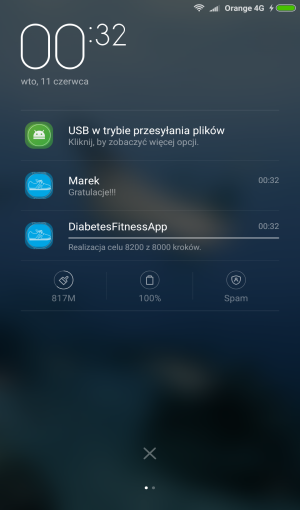 Orange 4G
00:32
wto, 11 czerwca
USB w trybie przesyłania plików
Kliknij, by zobaczyć więcej opcji.
Marek 00:32
Gratulacje!!!
DiabetesFitnessApp 00:32
Realizacja celu 8200 z 8000 kroków.
817M 100% Spam